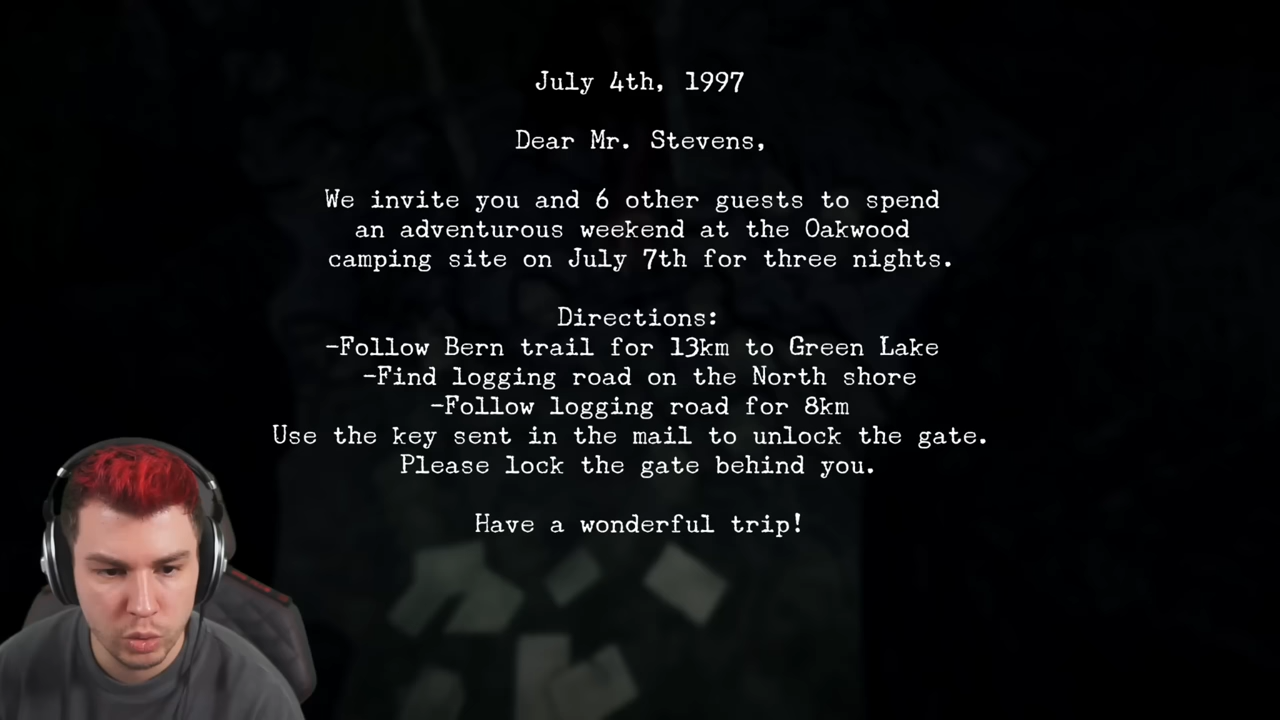 July 4th, 1997
Dear Mr. Stevens,
We invite you and 6 other guests to spend
an adventurous weekend at the Oakwood
camping site on July 7th for three nights.
Directions:
-Follow Bern trail for 13km to Green Lake
-Find logging road on the North shore
-Follow logging road for 8km
Use the key sent in the mail to unlock the gate.
Please lock the gate behind you.
Have a wonderful trip!